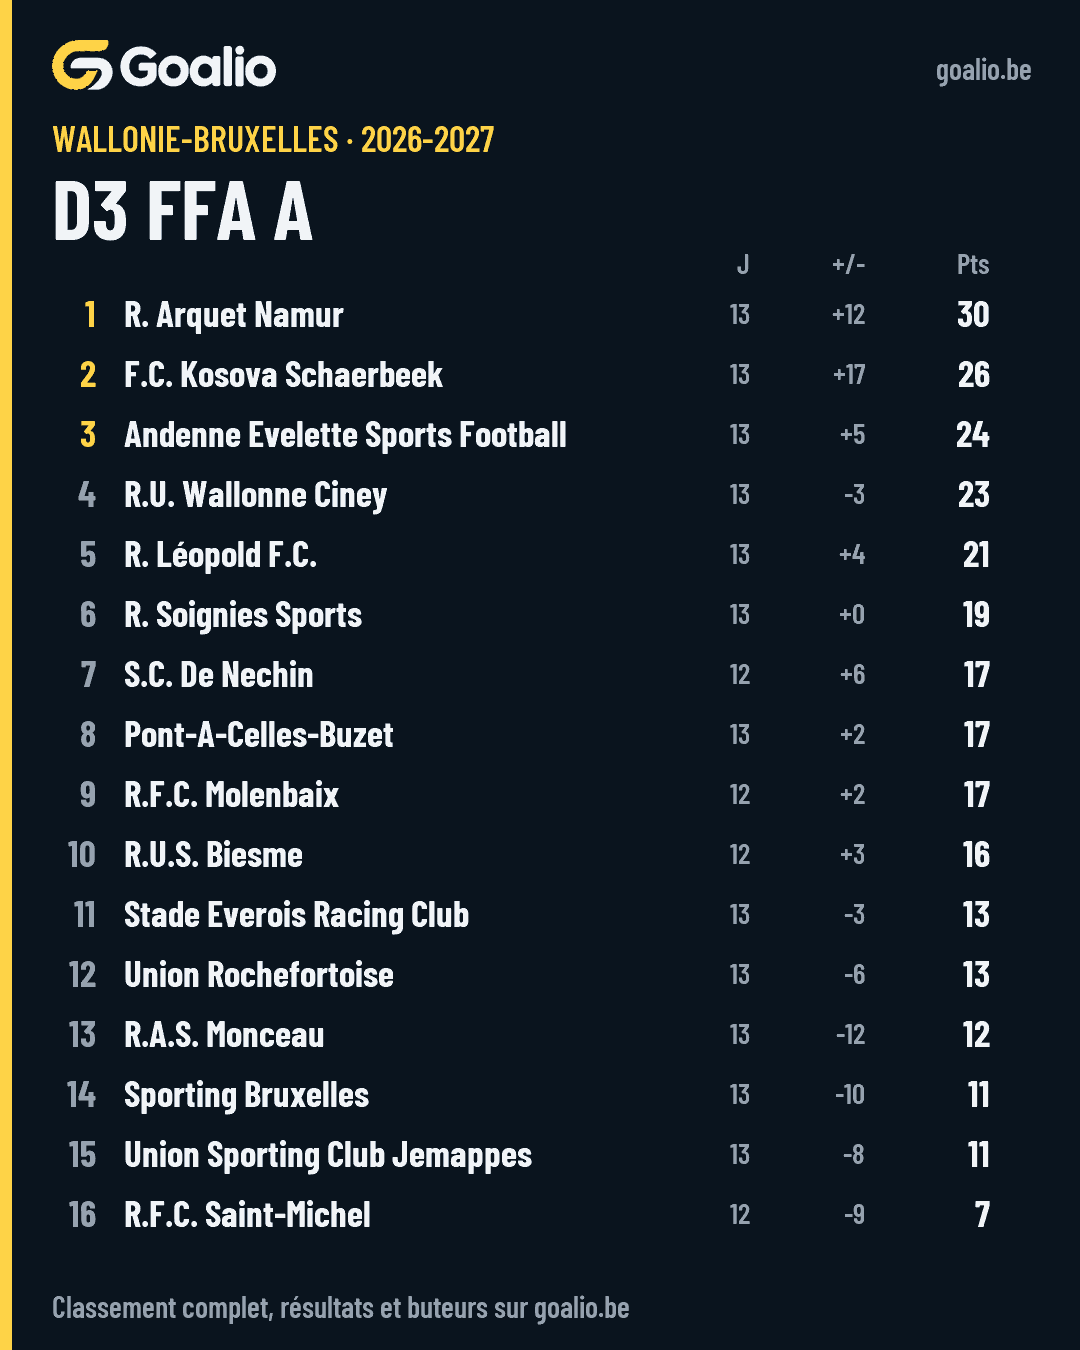 Goalio goalio.be
WALLONIE-BRUXELLES · 2026-2027
D3 FFA A
J +/- Pts
1 R. Arquet Namur 13 +12 30
2 F.C. Kosova Schaerbeek 13 +17 26
3 Andenne Evelette Sports Football 13 +5 24
4 R.U. Wallonne Ciney 13 -3 23
5 R. Léopold F.C. 13 +4 21
6 R. Soignies Sports 13 +0 19
7 S.C. De Nechin 12 +6 17
8 Pont-A-Celles-Buzet 13 +2 17
9 R.F.C. Molenbaix 12 +2 17
10 R.U.S. Biesme 12 +3 16
11 Stade Everois Racing Club 13 -3 13
12 Union Rochefortoise 13 -6 13
13 R.A.S. Monceau 13 -12 12
14 Sporting Bruxelles 13 -10 11
15 Union Sporting Club Jemappes 13 -8 11
16 R.F.C. Saint-Michel 12 -9 7
Classement complet, résultats et buteurs sur goalio.be